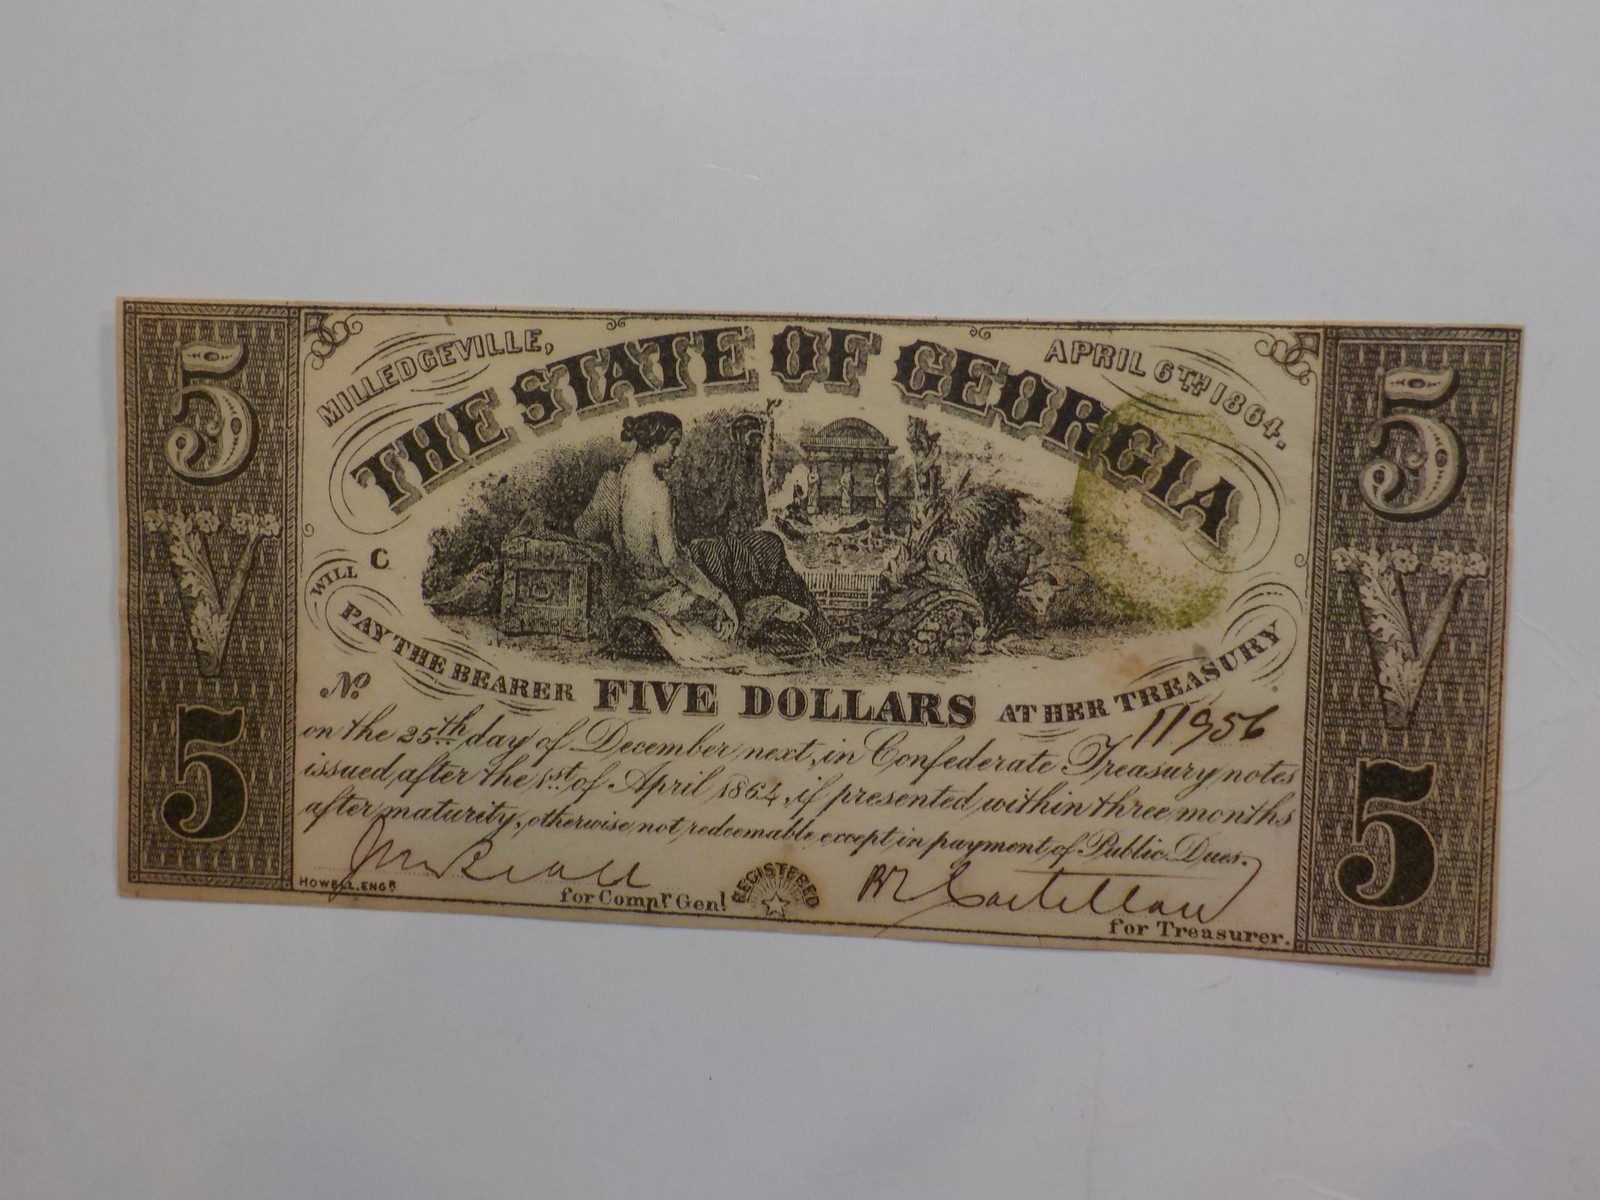 MILLEDGEVILLE,
APRIL 6TH 1864.
THE STATE OF GEORGIA
5
V
5
5
V
5
C
WILL
PAY THE BEARER FIVE DOLLARS AT HER TREASURY
No 11956
on the 25th day of December next, in Confederate Treasury notes
issued after the 1st of April 1864, if presented within three months
after maturity, otherwise not redeemable except in payment of Public Dues.
HOWELL, ENGR
for Compr Genl
REGISTERED
for Treasurer.